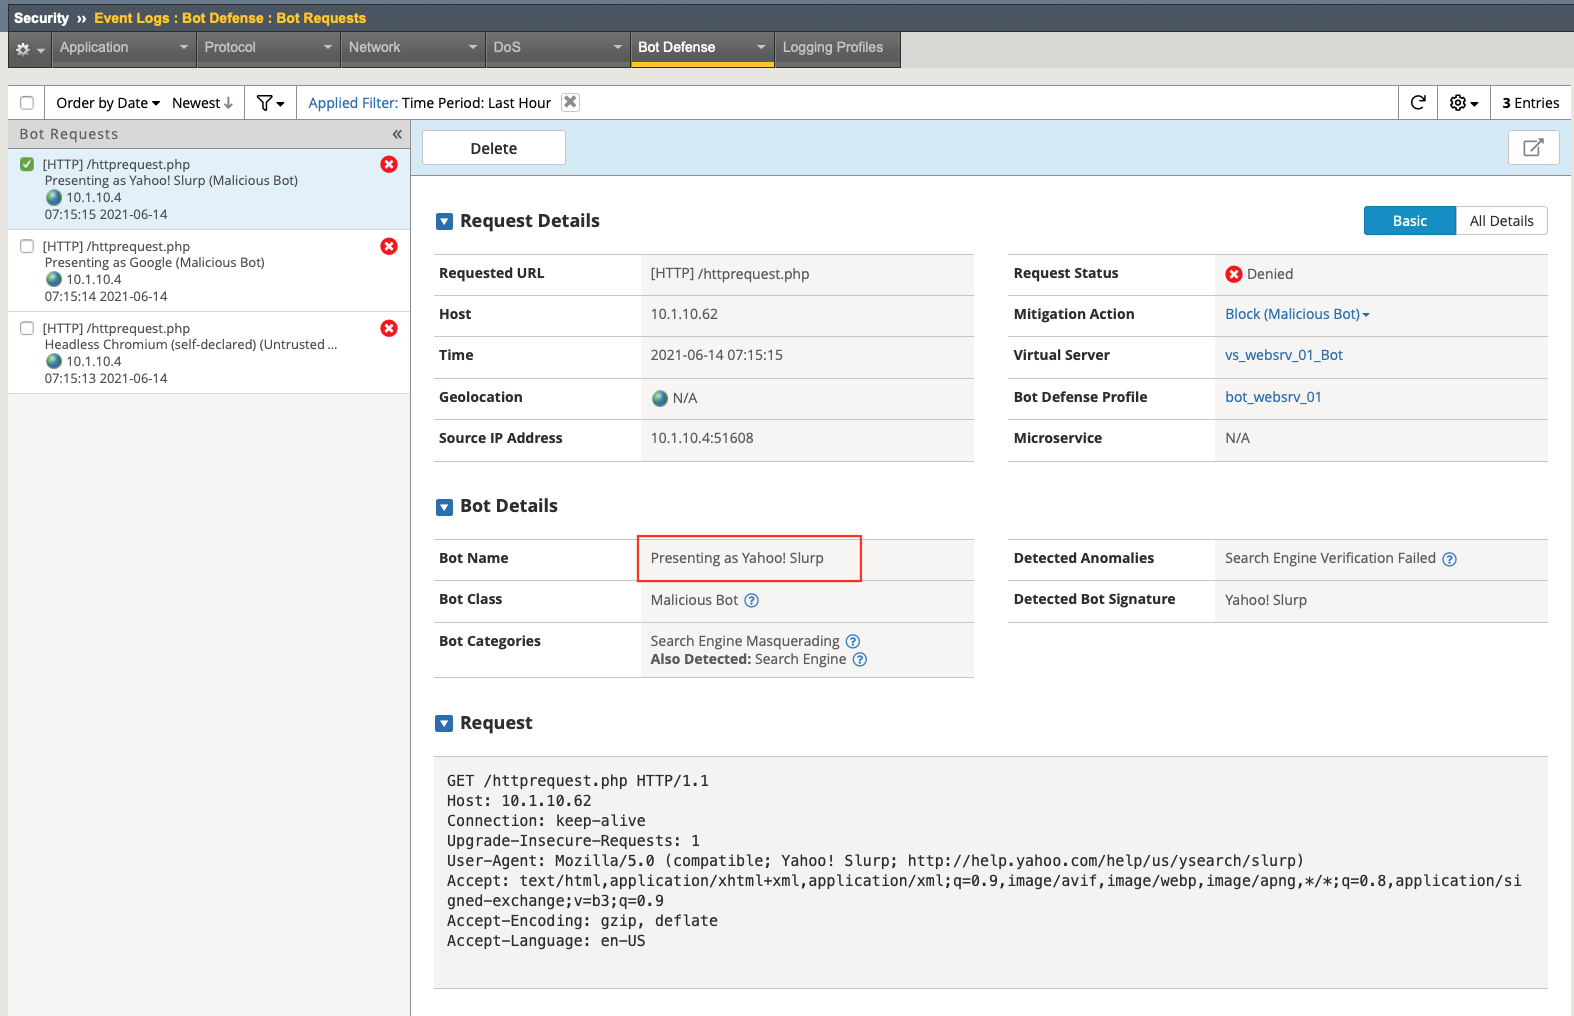 Security ›› Event Logs : Bot Defense : Bot Requests
Application Protocol Network DoS Bot Defense Logging Profiles
Order by Date Newest Applied Filter: Time Period: Last Hour 3 Entries
Bot Requests «
[HTTP] /httprequest.php
Presenting as Yahoo! Slurp (Malicious Bot)
10.1.10.4
07:15:15 2021-06-14
[HTTP] /httprequest.php
Presenting as Google (Malicious Bot)
10.1.10.4
07:15:14 2021-06-14
[HTTP] /httprequest.php
Headless Chromium (self-declared) (Untrusted ...
10.1.10.4
07:15:13 2021-06-14
Delete
Request Details
Basic All Details
Requested URL [HTTP] /httprequest.php
Host 10.1.10.62
Time 2021-06-14 07:15:15
Geolocation N/A
Source IP Address 10.1.10.4:51608
Request Status Denied
Mitigation Action Block (Malicious Bot)
Virtual Server vs_websrv_01_Bot
Bot Defense Profile bot_websrv_01
Microservice N/A
Bot Details
Bot Name Presenting as Yahoo! Slurp
Bot Class Malicious Bot ?
Bot Categories Search Engine Masquerading ?
Also Detected: Search Engine ?
Detected Anomalies Search Engine Verification Failed ?
Detected Bot Signature Yahoo! Slurp
Request
GET /httprequest.php HTTP/1.1
Host: 10.1.10.62
Connection: keep-alive
Upgrade-Insecure-Requests: 1
User-Agent: Mozilla/5.0 (compatible; Yahoo! Slurp; http://help.yahoo.com/help/us/ysearch/slurp)
Accept: text/html,application/xhtml+xml,application/xml;q=0.9,image/avif,image/webp,image/apng,*/*;q=0.8,application/si
gned-exchange;v=b3;q=0.9
Accept-Encoding: gzip, deflate
Accept-Language: en-US